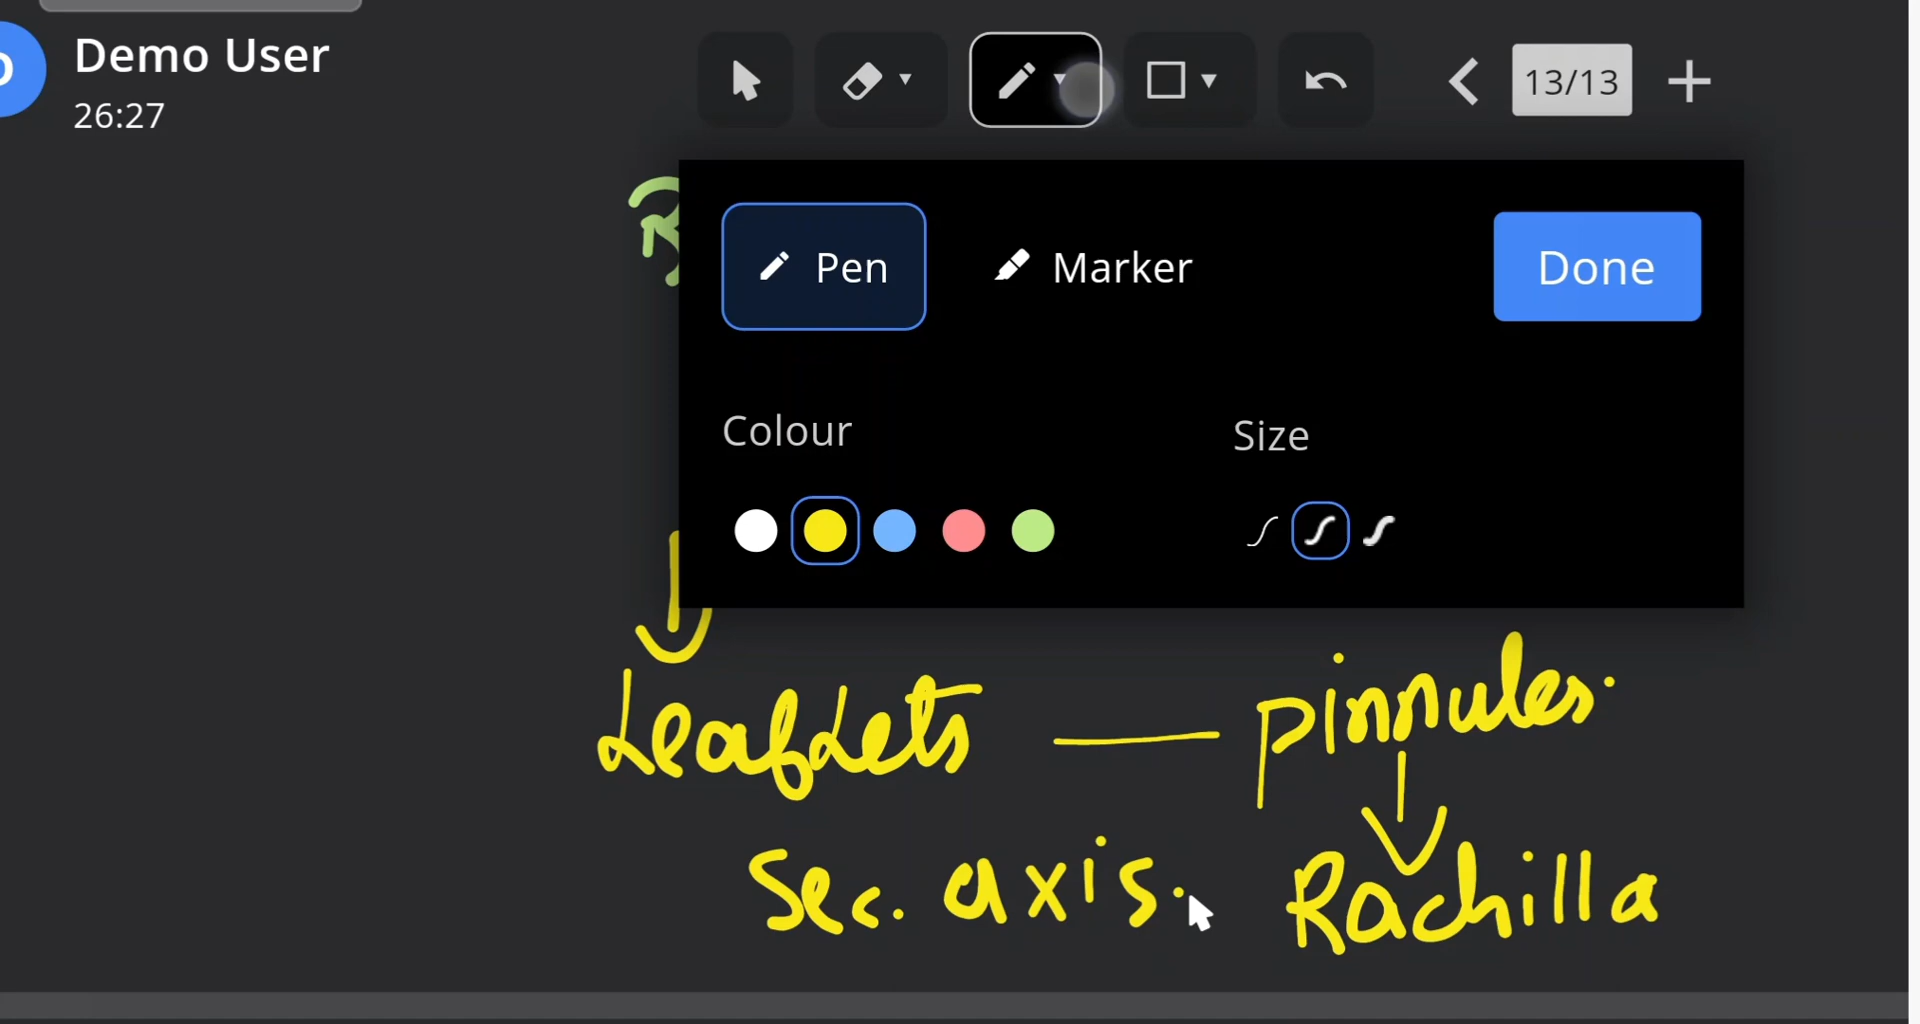 Demo User
26:27
13/13
Pen
Marker
Done
Colour
Size
Leaflets — pinnules.
Sec. axis. Rachilla